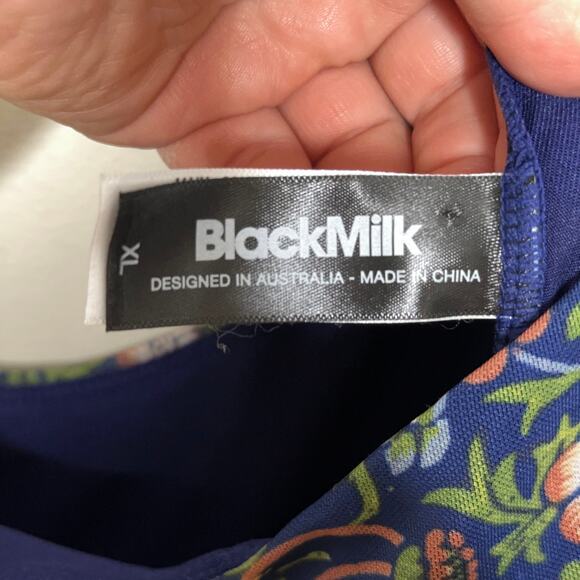 BlackMilk
DESIGNED IN AUSTRALIA - MADE IN CHINA
XL